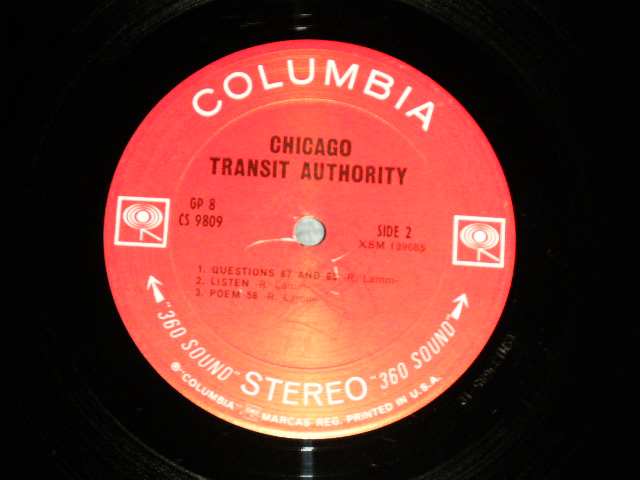 COLUMBIA
CHICAGO
TRANSIT AUTHORITY
GP 8
CS 9809
SIDE 2
XSM 139685
1. QUESTIONS 67 AND 68 -R. Lamm-
2. LISTEN -R. Lamm-
3. POEM 58 -R. Lamm-
"360 SOUND" STEREO "360 SOUND"
℗"COLUMBIA" MARCAS REG. PRINTED IN U.S.A.